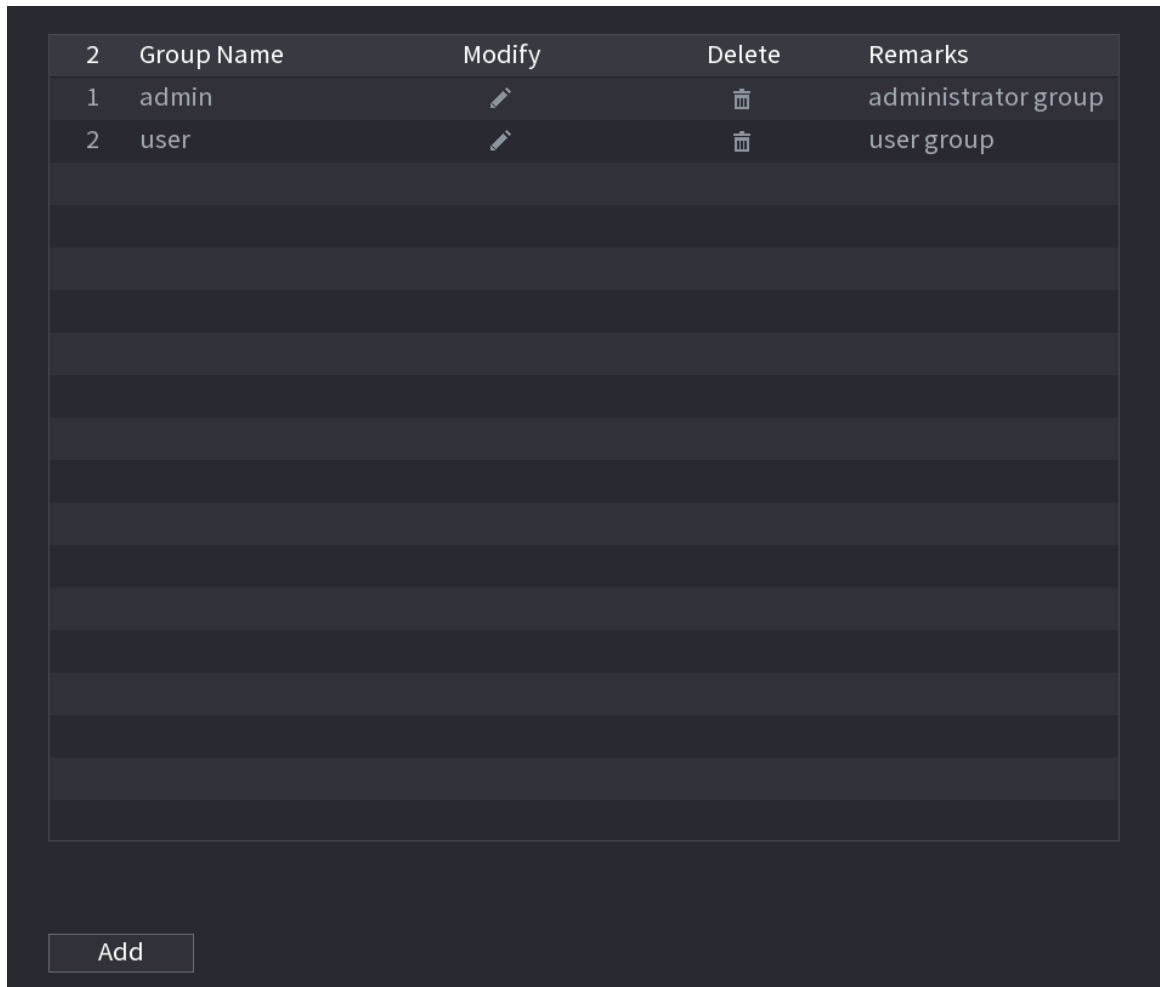 2 Group Name Modify Delete Remarks
1 admin administrator group
2 user user group
Add